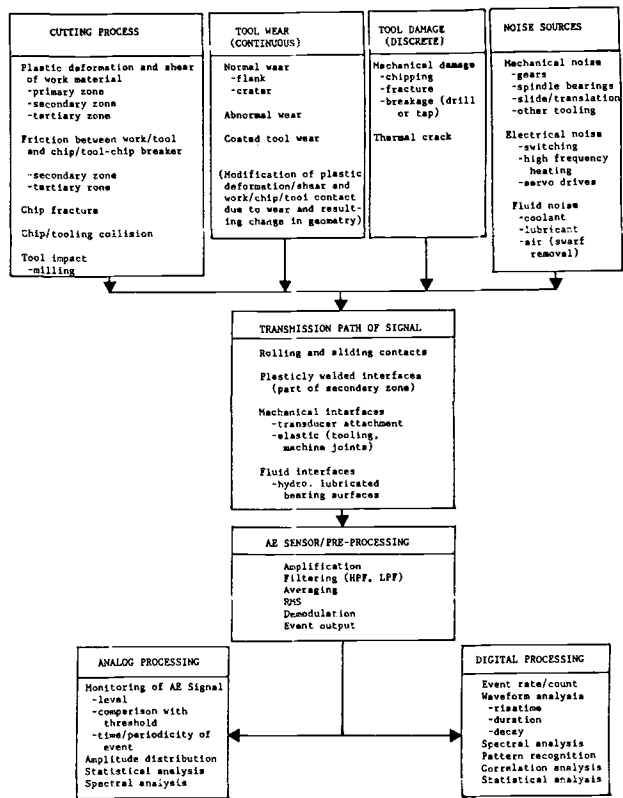 CUTTING PROCESS
Plastic deformation and shear
of work material
-primary zone
-secondary zone
-tertiary zone
Friction between work/tool
and chip/tool-chip breaker
-secondary zone
-tertiary zone
Chip fracture
Chip/tooling collision
Tool impact
-milling
TOOL WEAR
(CONTINUOUS)
Normal wear
-flank
-crater
Abnormal wear
Coated tool wear
(Modification of plastic
deformation/shear and
work/chip/tool contact
due to wear and result-
ing change in geometry)
TOOL DAMAGE
(DISCRETE)
Mechanical damage
-chipping
-fracture
-breakage (drill
or tap)
Thermal crack
NOISE SOURCES
Mechanical noise
-gears
-spindle bearings
-slide/translation
-other tooling
Electrical noise
-switching
-high frequency
heating
-servo drives
Fluid noise
-coolant
-lubricant
-air (swarf
removal)
TRANSMISSION PATH OF SIGNAL
Rolling and sliding contacts
Plasticly welded interfaces
(part of secondary zone)
Mechanical interfaces
-transducer attachment
-elastic (tooling,
machine joints)
Fluid interfaces
-hydro. lubricated
bearing surfaces
AE SENSOR/PRE-PROCESSING
Amplification
Filtering (HPF, LPF)
Averaging
RMS
Demodulation
Event output
ANALOG PROCESSING
Monitoring of AE Signal
-level
-comparison with
threshold
-time/periodicity of
event
Amplitude distribution
Statistical analysis
Spectral analysis
DIGITAL PROCESSING
Event rate/count
Waveform analysis
-risetime
-duration
-decay
Spectral analysis
Pattern recognition
Correlation analysis
Statistical analysis